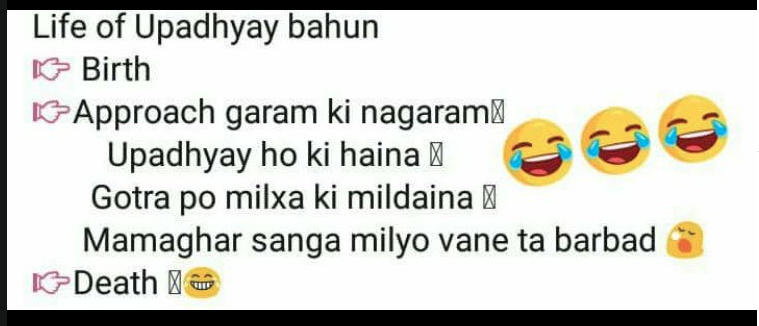 Life of Upadhyay bahun
👉 Birth
👉Approach garam ki nagaram
Upadhyay ho ki haina
Gotra po milxa ki mildaina
Mamaghar sanga milyo vane ta barbad
👉Death